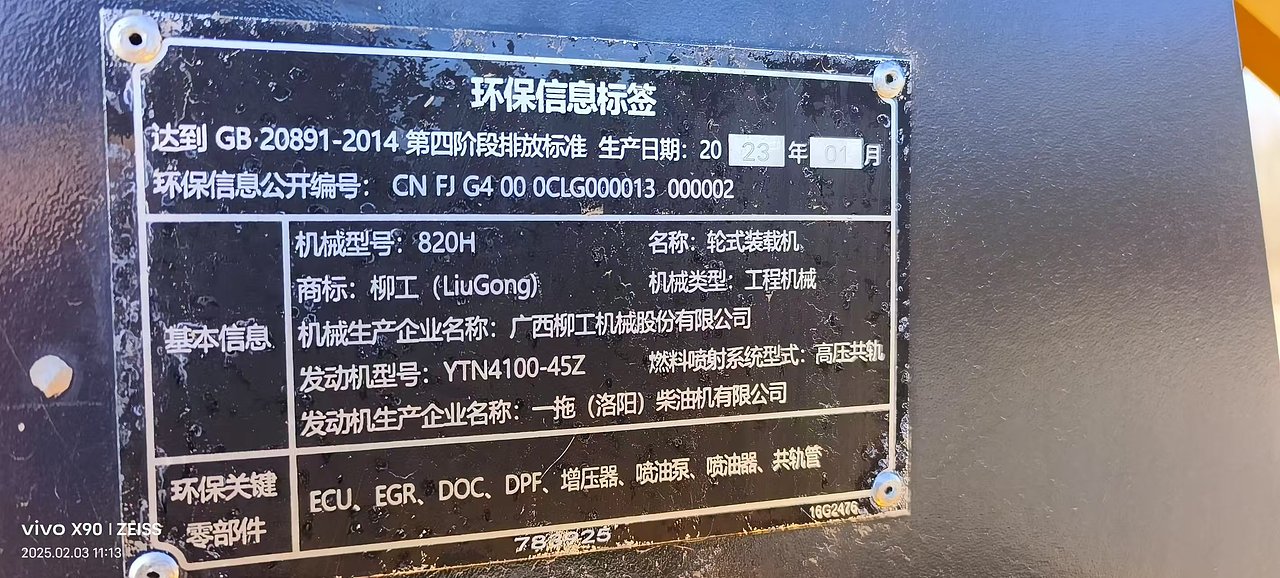 环保信息标签
达到 GB 20891-2014 第四阶段排放标准 生产日期：20 23 年 01 月
环保信息公开编号： CN FJ G4 00 0CLG000013 000002
基本信息
机械型号：820H 名称：轮式装载机
商标：柳工（LiuGong) 机械类型：工程机械
机械生产企业名称：广西柳工机械股份有限公司
发动机型号：YTN4100-45Z 燃料喷射系统型式：高压共轨
发动机生产企业名称：一拖（洛阳）柴油机有限公司
环保关键
零部件
ECU、EGR、DOC、DPF、增压器、喷油泵、喷油器、共轨管
16G2476
vivo X90 | ZEISS
2025.02.03 11:13